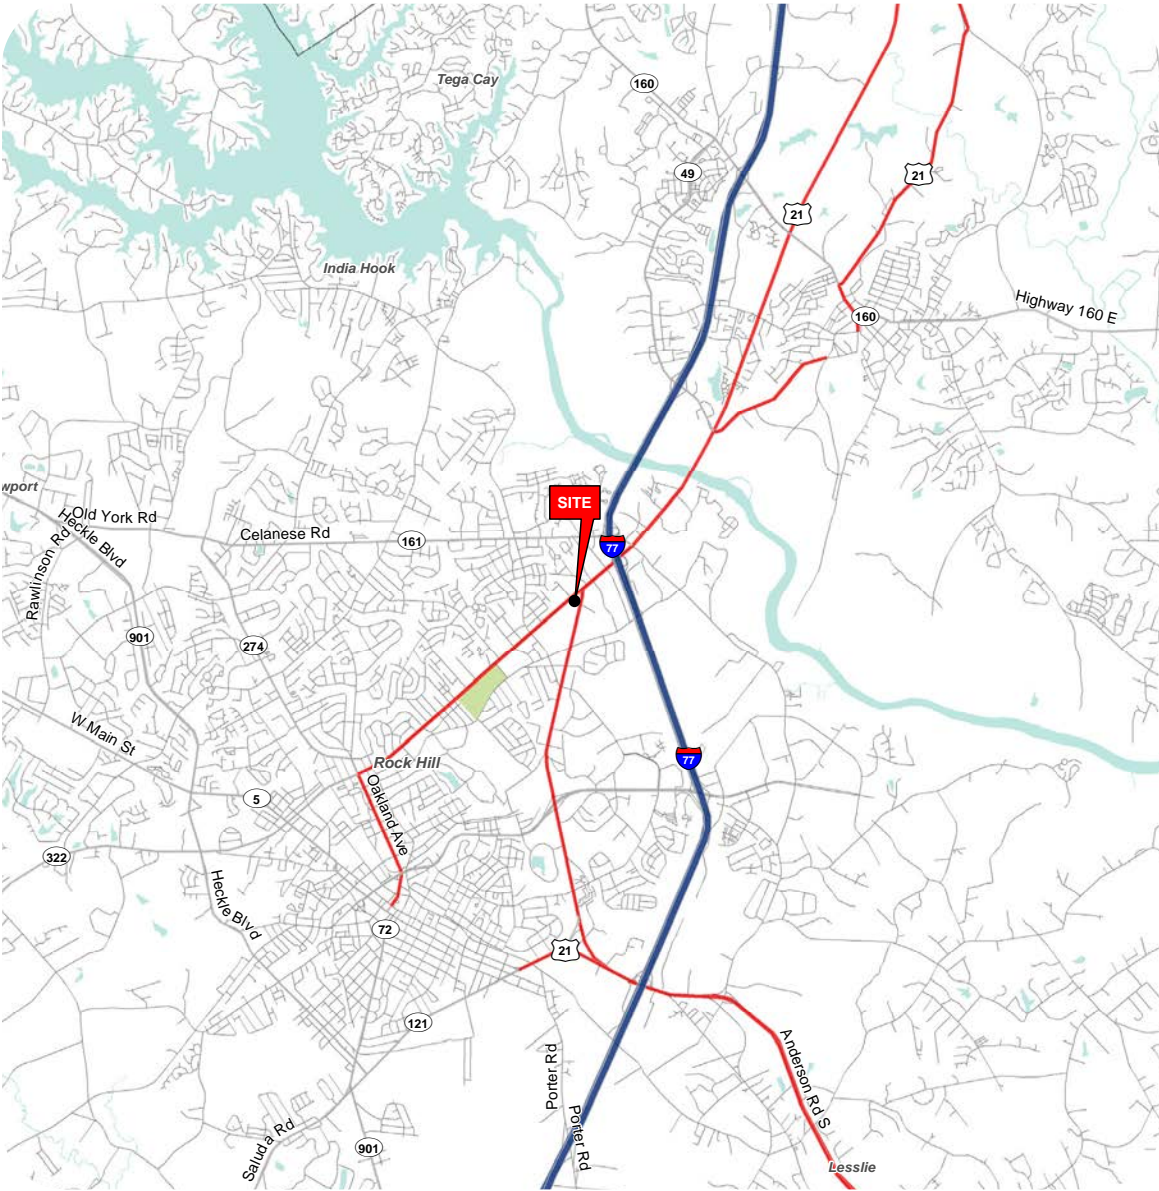 Tega Cay
160
49
21
21
India Hook
Highway 160 E
160
wport
SITE
Old York Rd
Heckle Blvd
Celanese Rd
161
77
Rawlinson Rd
901
274
W Main St
Rock Hill
77
Oakland Ave
5
322
Heckle Blvd
72
21
121
Anderson Rd S
Porter Rd
Porter Rd
Saluda Rd
901
Lesslie